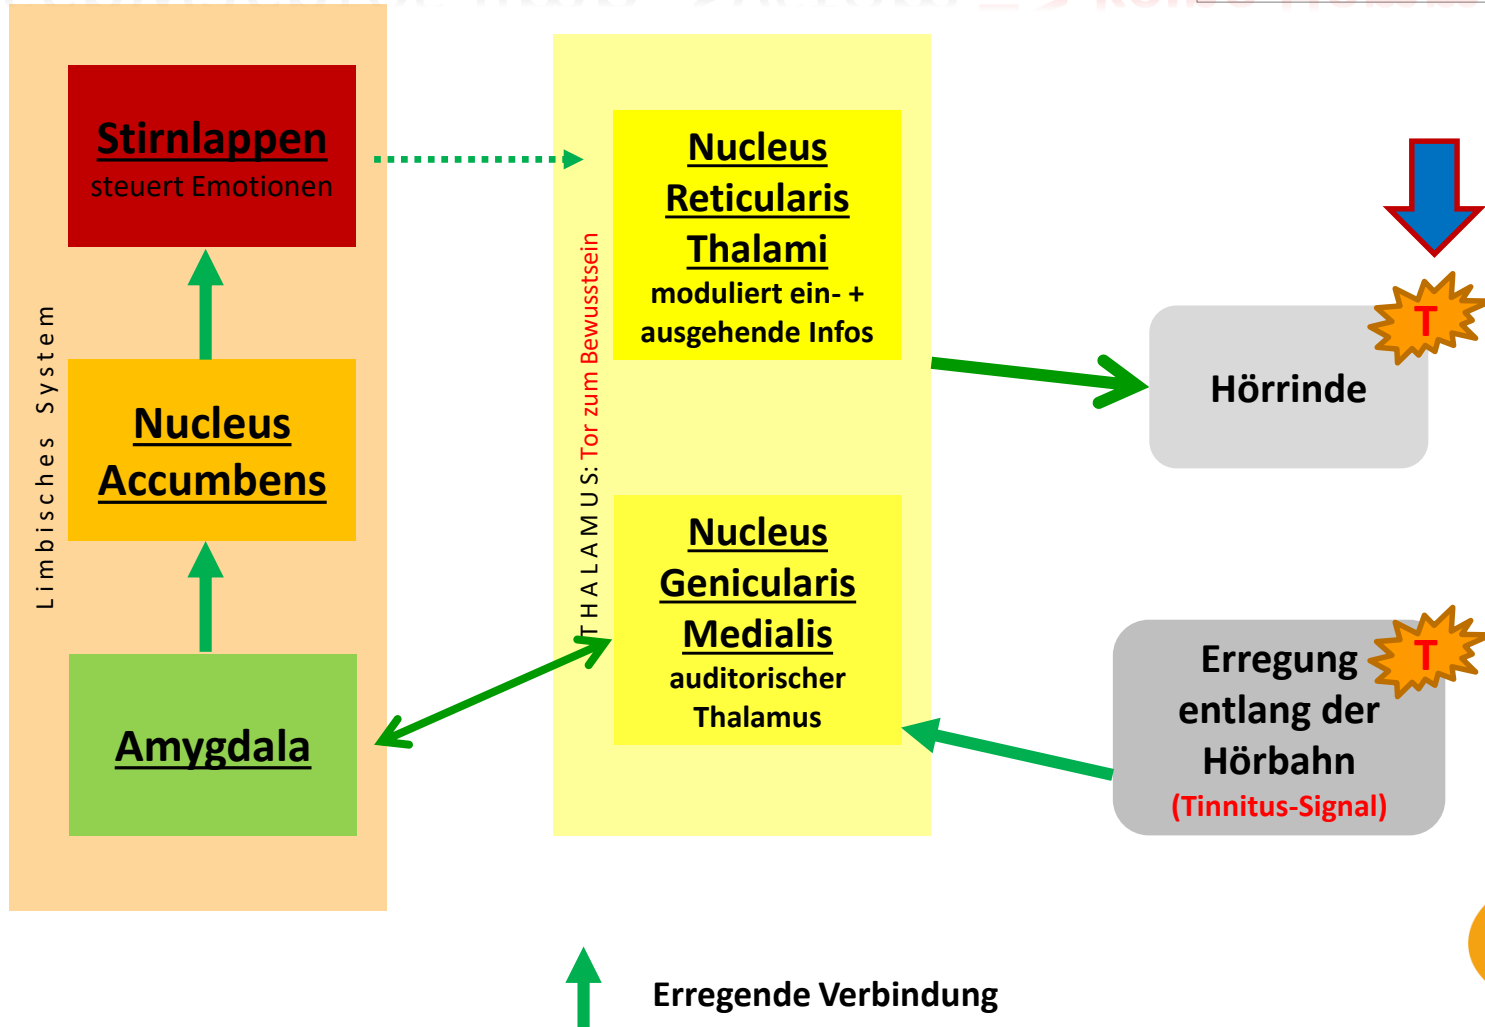 Stirnlappen
steuert Emotionen
Nucleus
Accumbens
Amygdala
Limbisches System
THALAMUS: Tor zum Bewusstsein
Nucleus
Reticularis
Thalami
moduliert ein- +
ausgehende Infos
Nucleus
Genicularis
Medialis
auditorischer
Thalamus
T
Hörrinde
T
Erregung
entlang der
Hörbahn
(Tinnitus-Signal)
Erregende Verbindung